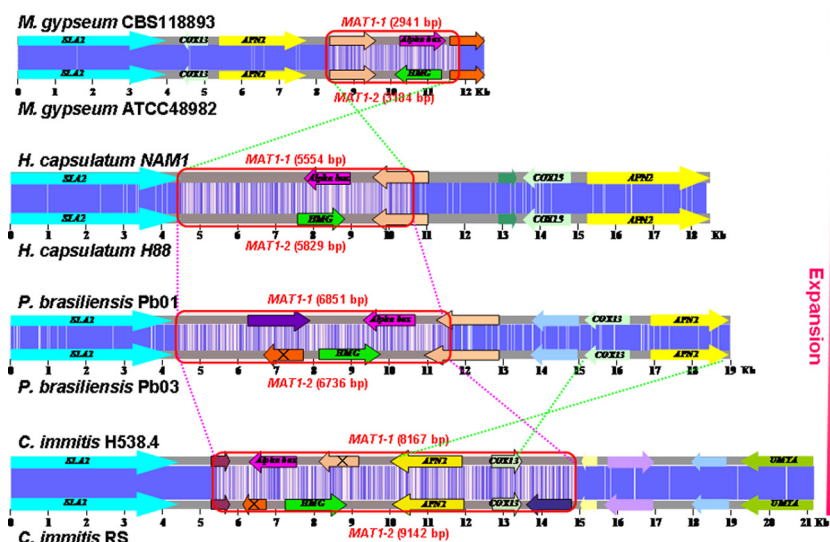 M. gypseum CBS118893
MAT1-1 (2941 bp)
SLA2 COX13 APN2 Alpha box
SLA2 COX13 APN2 HMG
0 1 2 3 4 5 6 7 8 9 10 11 12 Kb
MAT1-2 (3184 bp)
M. gypseum ATCC48982
H. capsulatum NAM1
MAT1-1 (5554 bp)
SLA2 Alpha box COX13 APN2
SLA2 HMG COX13 APN2
0 1 2 3 4 5 6 7 8 9 10 11 12 13 14 15 16 17 18 Kb
MAT1-2 (5829 bp)
H. capsulatum H88
P. brasiliensis Pb01
MAT1-1 (6851 bp)
SLA2 Alpha box COX13 APN2
SLA2 X HMG COX13 APN2
0 1 2 3 4 5 6 7 8 9 10 11 12 13 14 15 16 17 18 19 Kb
MAT1-2 (6736 bp)
P. brasiliensis Pb03
C. immitis H538.4
MAT1-1 (8167 bp)
SLA2 Alpha box X APN2 COX13 UMTA
SLA2 X HMG APN2 COX13
0 1 2 3 4 5 6 7 8 9 10 11 12 13 14 15 16 17 18 19 20 21 Kb
MAT1-2 (9142 bp)
C. immitis RS
Expansion